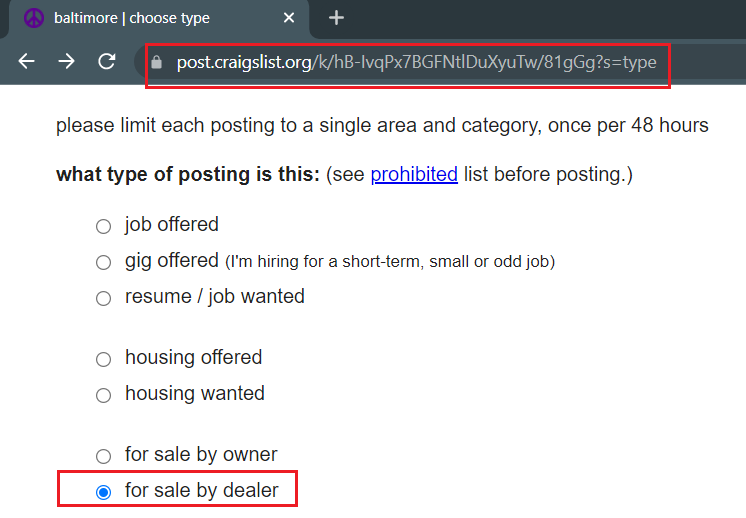 baltimore | choose type
post.craigslist.org/k/hB-IvqPx7BGFNtlDuXyuTw/81gGg?s=type
please limit each posting to a single area and category, once per 48 hours
what type of posting is this: (see prohibited list before posting.)
job offered
gig offered (I'm hiring for a short-term, small or odd job)
resume / job wanted
housing offered
housing wanted
for sale by owner
for sale by dealer